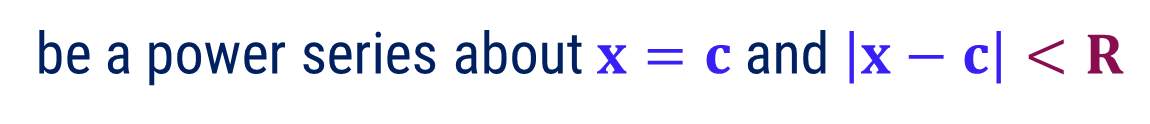 be a power series about x = c and |x − c| < R